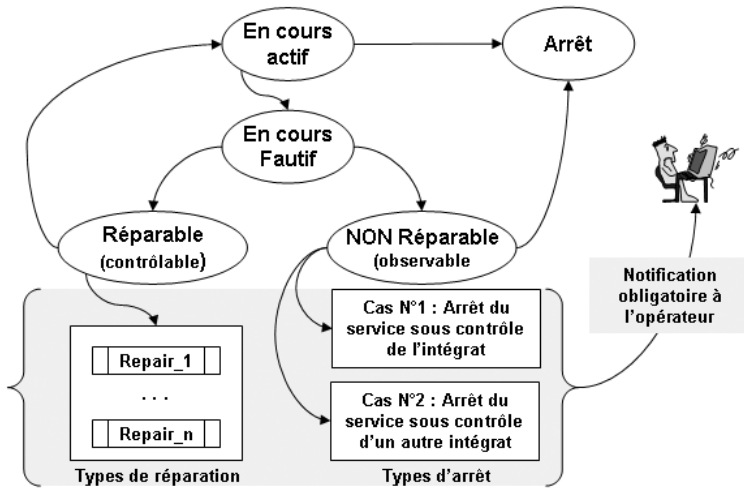 En cours
actif
Arrêt
En cours
Fautif
Réparable
(contrôlable)
NON Réparable
(observable
Notification
obligatoire à
l'opérateur
Cas N°1 : Arrêt du
service sous contrôle
de l'intégrat
Repair_1
. . .
Repair_n
Cas N°2 : Arrêt du
service sous contrôle
d'un autre intégrat
Types de réparation
Types d'arrêt